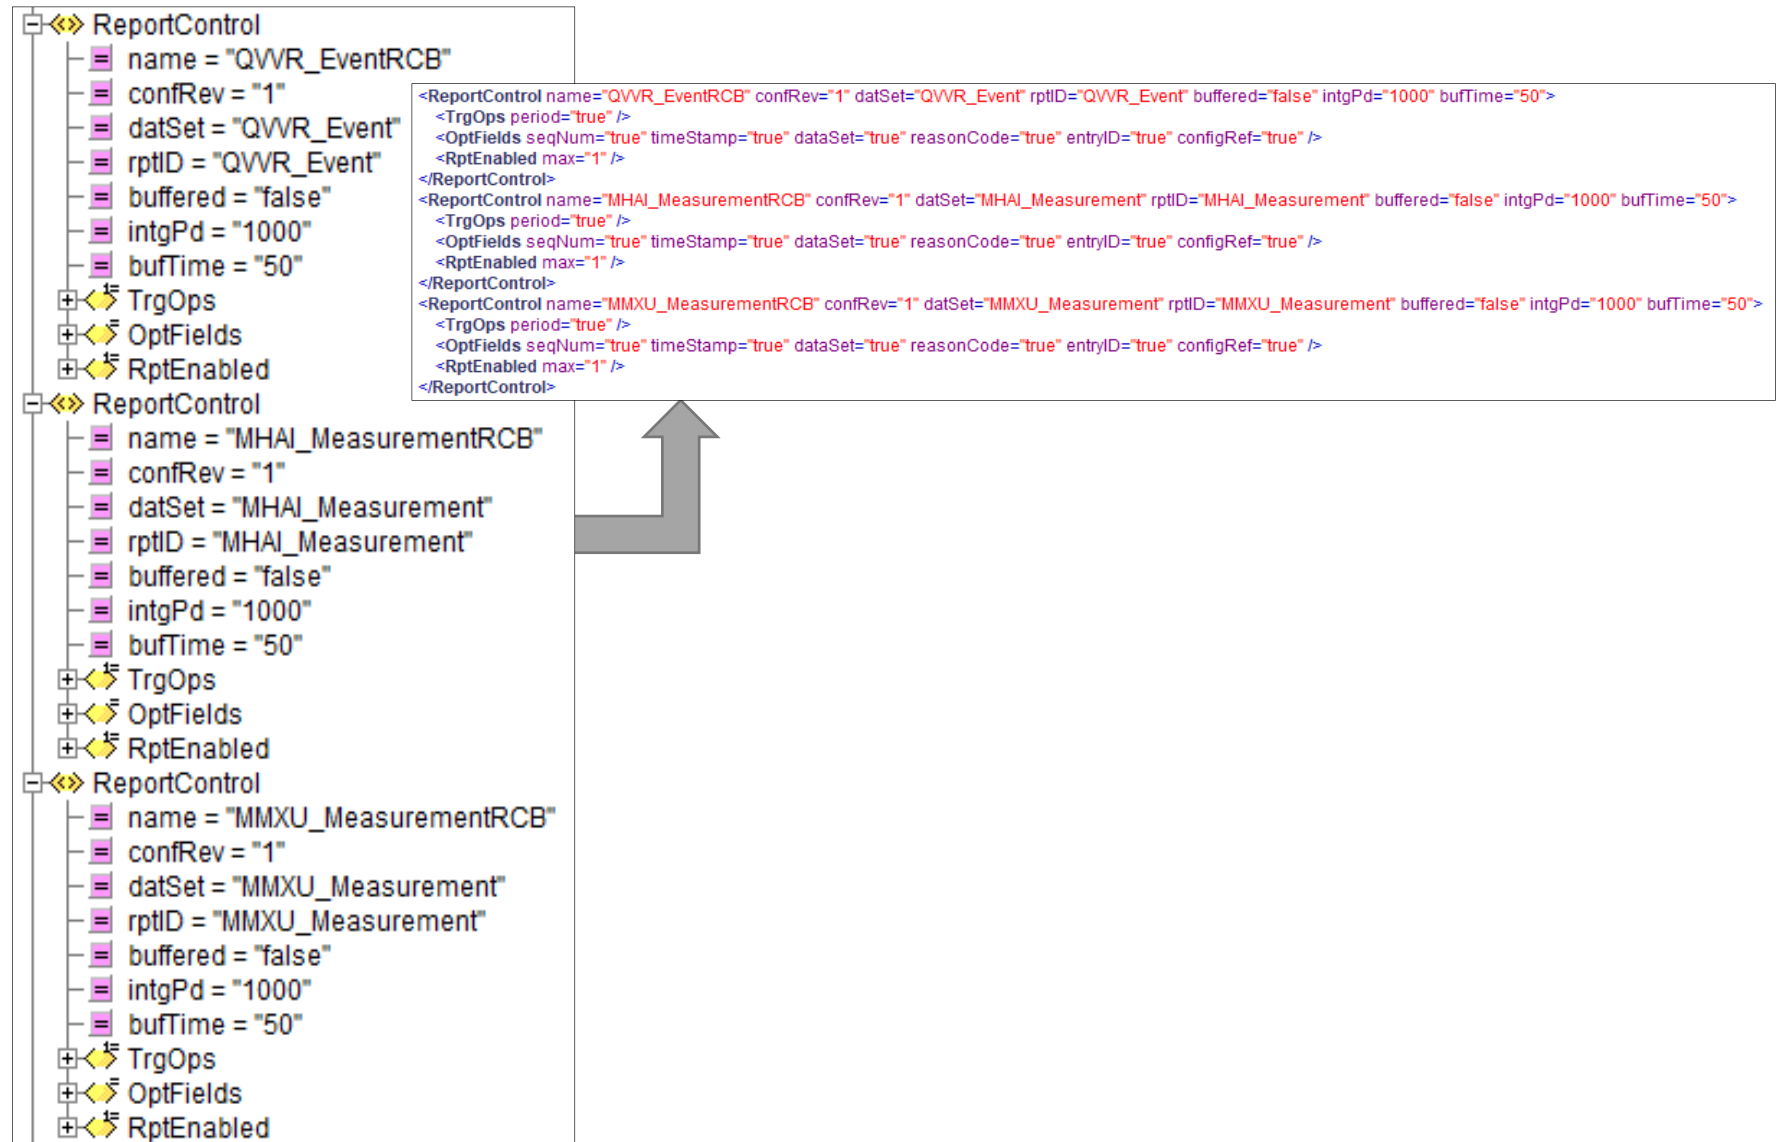 ReportControl
name = "QVVR_EventRCB"
confRev = "1"
datSet = "QVVR_Event"
rptID = "QVVR_Event"
buffered = "false"
intgPd = "1000"
bufTime = "50"
TrgOps
OptFields
RptEnabled
ReportControl
name = "MHAI_MeasurementRCB"
confRev = "1"
datSet = "MHAI_Measurement"
rptID = "MHAI_Measurement"
buffered = "false"
intgPd = "1000"
bufTime = "50"
TrgOps
OptFields
RptEnabled
ReportControl
name = "MMXU_MeasurementRCB"
confRev = "1"
datSet = "MMXU_Measurement"
rptID = "MMXU_Measurement"
buffered = "false"
intgPd = "1000"
bufTime = "50"
TrgOps
OptFields
RptEnabled
<ReportControl name="QVVR_EventRCB" confRev="1" datSet="QVVR_Event" rptID="QVVR_Event" buffered="false" intgPd="1000" bufTime="50">
<TrgOps period="true" />
<OptFields seqNum="true" timeStamp="true" dataSet="true" reasonCode="true" entryID="true" configRef="true" />
<RptEnabled max="1" />
</ReportControl>
<ReportControl name="MHAI_MeasurementRCB" confRev="1" datSet="MHAI_Measurement" rptID="MHAI_Measurement" buffered="false" intgPd="1000" bufTime="50">
<TrgOps period="true" />
<OptFields seqNum="true" timeStamp="true" dataSet="true" reasonCode="true" entryID="true" configRef="true" />
<RptEnabled max="1" />
</ReportControl>
<ReportControl name="MMXU_MeasurementRCB" confRev="1" datSet="MMXU_Measurement" rptID="MMXU_Measurement" buffered="false" intgPd="1000" bufTime="50">
<TrgOps period="true" />
<OptFields seqNum="true" timeStamp="true" dataSet="true" reasonCode="true" entryID="true" configRef="true" />
<RptEnabled max="1" />
</ReportControl>